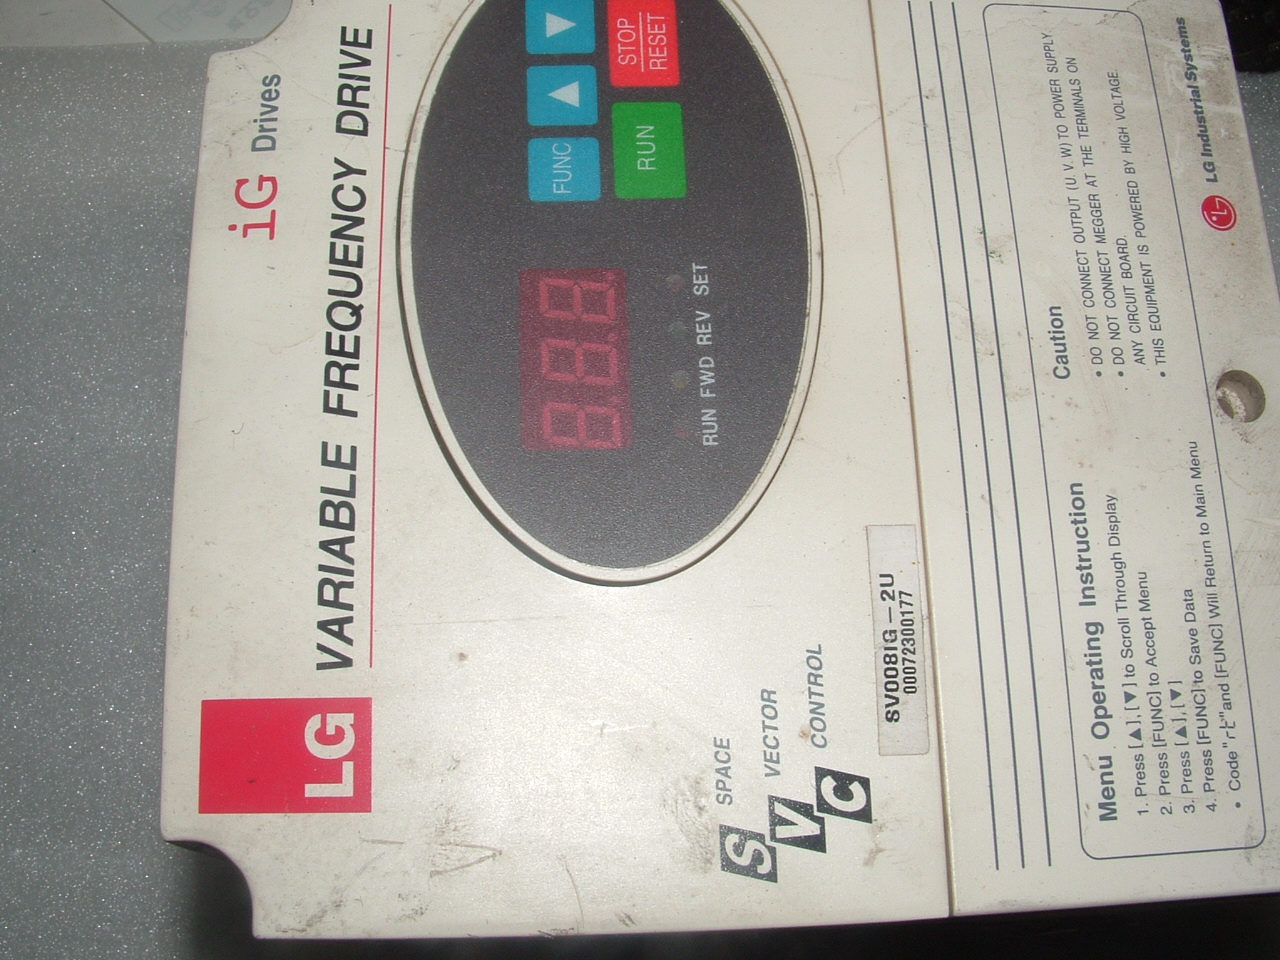 iG Drives
LG VARIABLE FREQUENCY DRIVE
8.8.8.
RUN FWD REV SET
FUNC ▲ ▼
RUN STOP
RESET
S SPACE
V VECTOR
C CONTROL
SV008IG-2U
00072300177
Menu Operating Instruction
1. Press [▲], [▼] to Scroll Through Display
2. Press [FUNC] to Accept Menu
3. Press [▲], [▼]
4. Press [FUNC] to Save Data
• Code "rt" and [FUNC] Will Return to Main Menu
Caution
• DO NOT CONNECT OUTPUT (U. V. W) TO POWER SUPPLY.
• DO NOT CONNECT MEGGER AT THE TERMINALS ON
ANY CIRCUIT BOARD.
• THIS EQUIPMENT IS POWERED BY HIGH VOLTAGE.
LG Industrial Systems